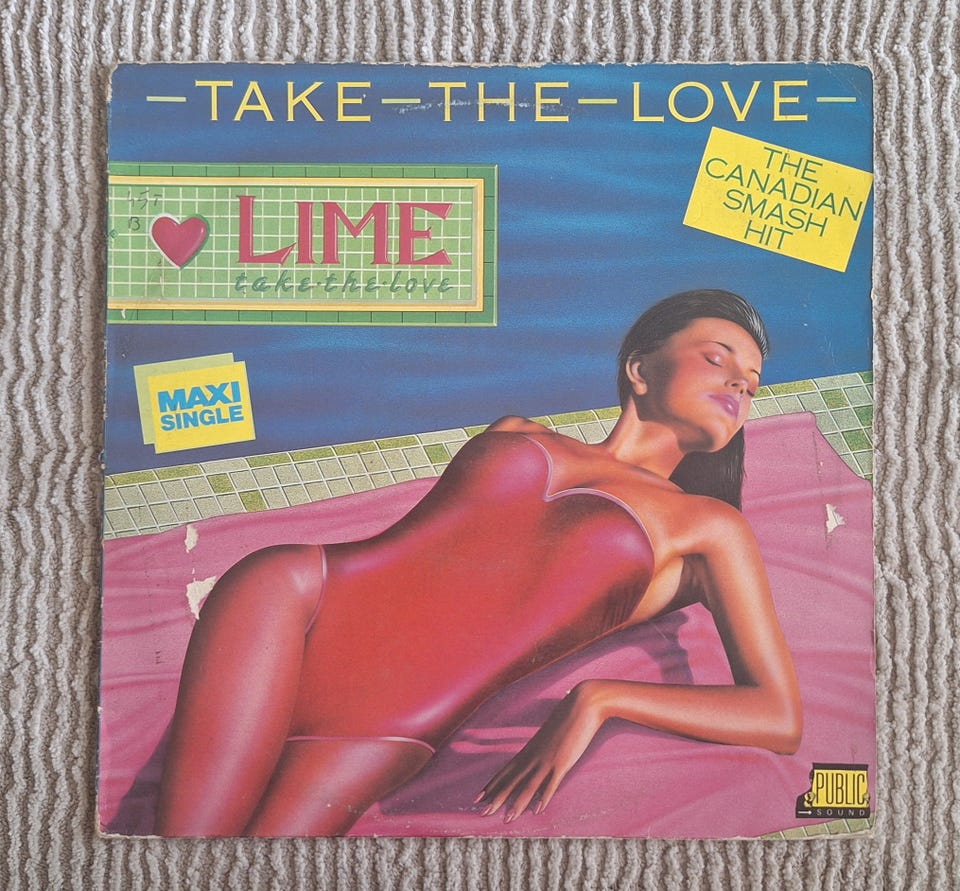 –TAKE–THE–LOVE–
THE
CANADIAN
SMASH
HIT
LIME
take·the·love
MAXI
SINGLE
PUBLIC
SOUND